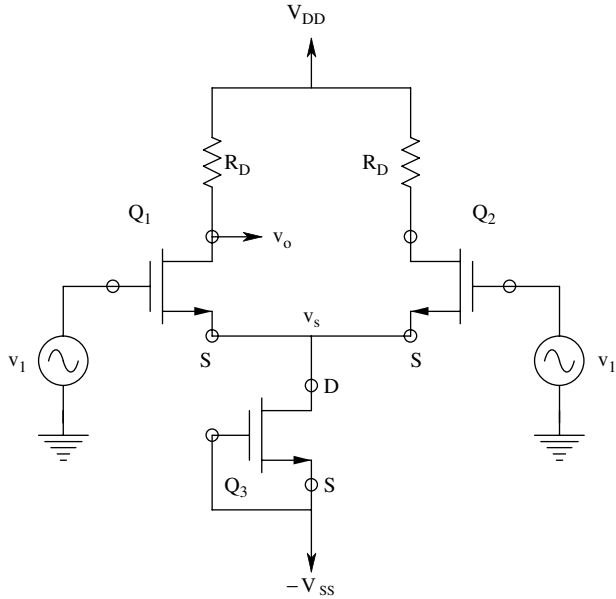 V_DD
R_D
R_D
Q_1
Q_2
v_o
v_s
v_1
v_1
S
S
D
Q_3
S
−V_SS